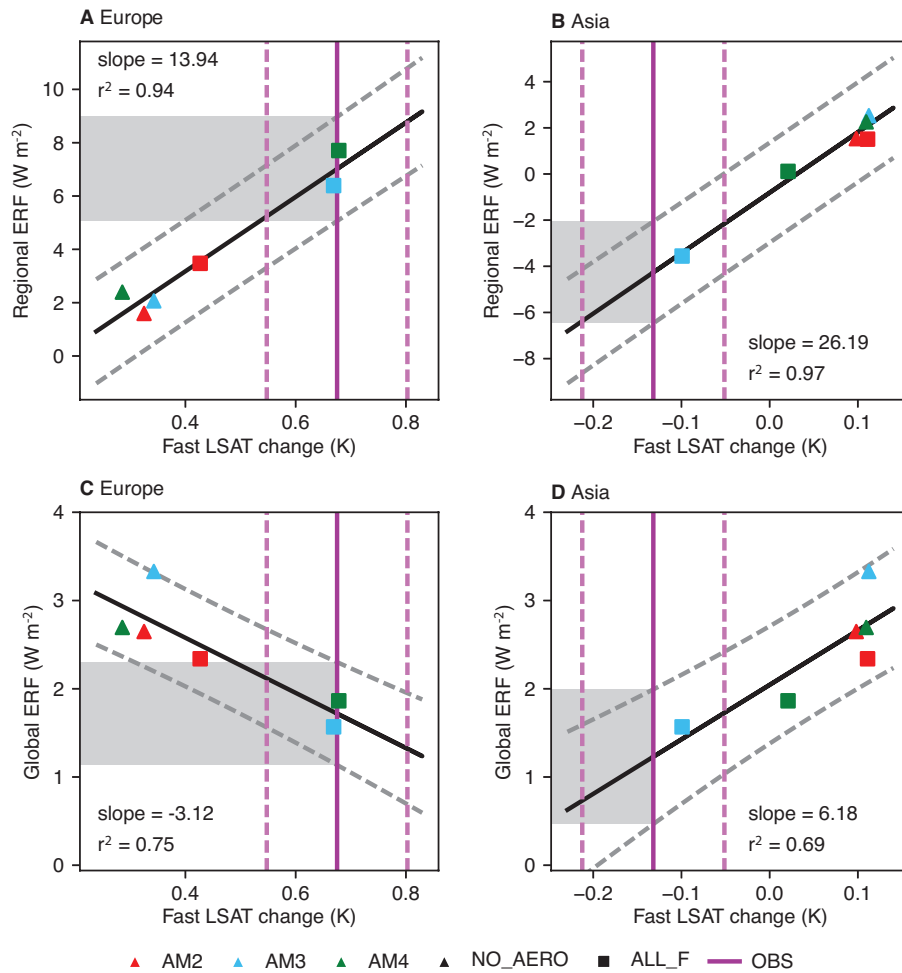 A Europe
slope = 13.94
r² = 0.94
Regional ERF (W m⁻²)
10
8
6
4
2
0
0.4
0.6
0.8
Fast LSAT change (K)
B Asia
Regional ERF (W m⁻²)
4
2
0
−2
−4
−6
−8
slope = 26.19
r² = 0.97
−0.2
−0.1
0.0
0.1
Fast LSAT change (K)
C Europe
Global ERF (W m⁻²)
4
3
2
1
0
slope = -3.12
r² = 0.75
0.4
0.6
0.8
Fast LSAT change (K)
D Asia
Global ERF (W m⁻²)
4
3
2
1
0
slope = 6.18
r² = 0.69
−0.2
−0.1
0.0
0.1
Fast LSAT change (K)
AM2 AM3 AM4 NO_AERO ALL_F OBS